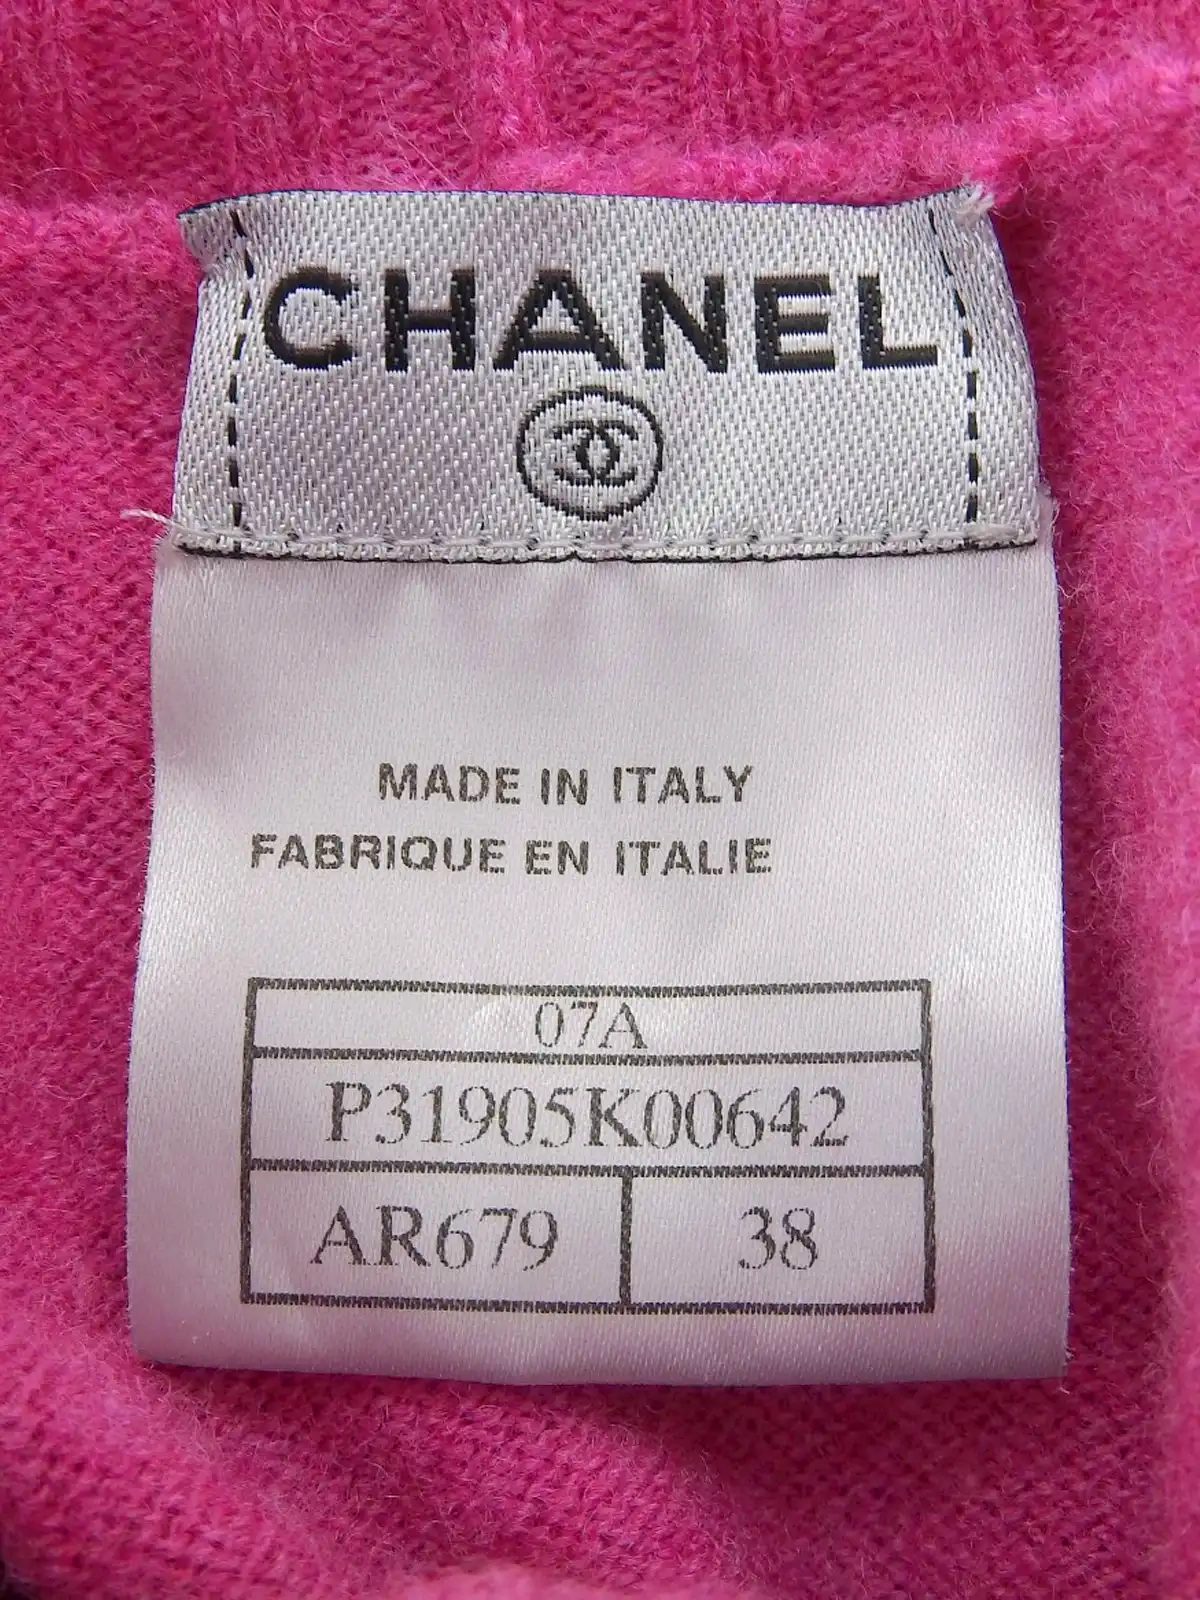 CHANEL
MADE IN ITALY
FABRIQUE EN ITALIE
07A
P31905K00642
AR679 38